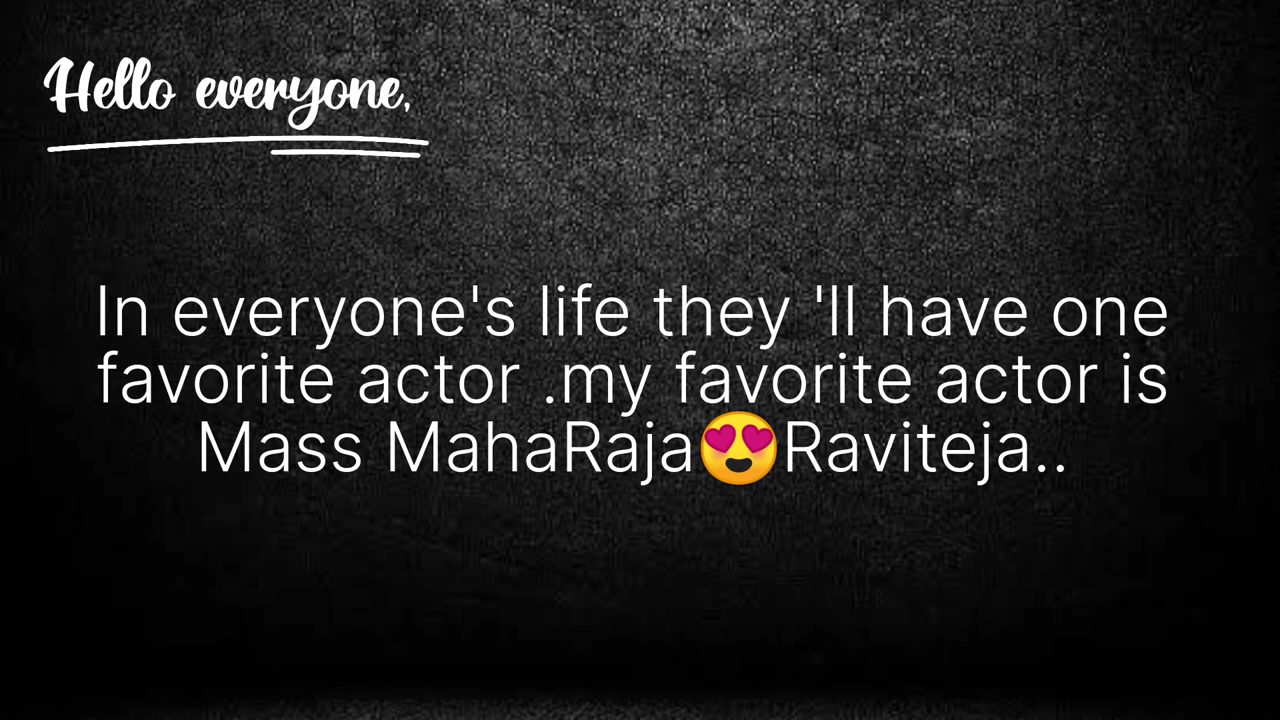 Hello everyone,
In everyone's life they 'll have one
favorite actor .my favorite actor is
Mass MahaRaja😍Raviteja..